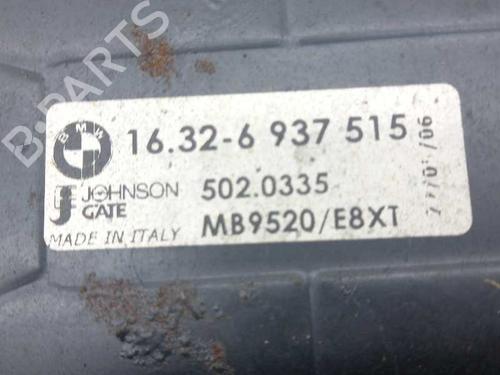 B-PARTS
BMW
16.32-6 937 515
JOHNSON
GATE
502.0335
MADE IN ITALY
MB9520/E8XT